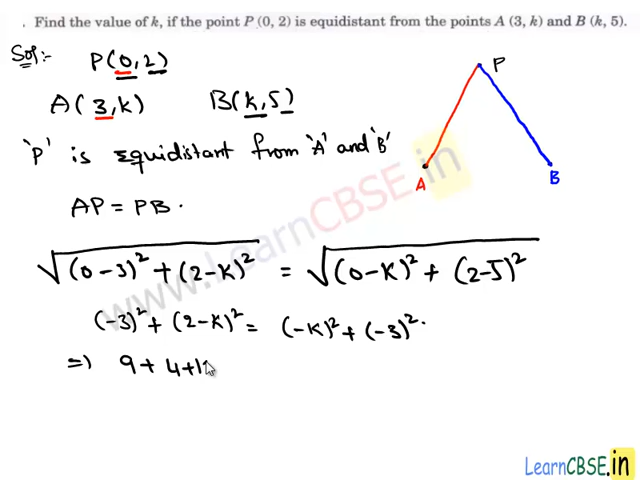 . Find the value of k, if the point P (0, 2) is equidistant from the points A (3, k) and B (k, 5).
Sol:- P(0,2)
A(3,k) B(k,5)
'P' is equidistant from 'A' and 'B'
P
A
B
AP = PB.
√(0-3)² + (2-k)² = √(0-k)² + (2-5)²
(-3)² + (2-k)² = (-k)² + (-3)².
=) 9 + 4 +
www.LearnCBSE.in
LearnCBSE.in